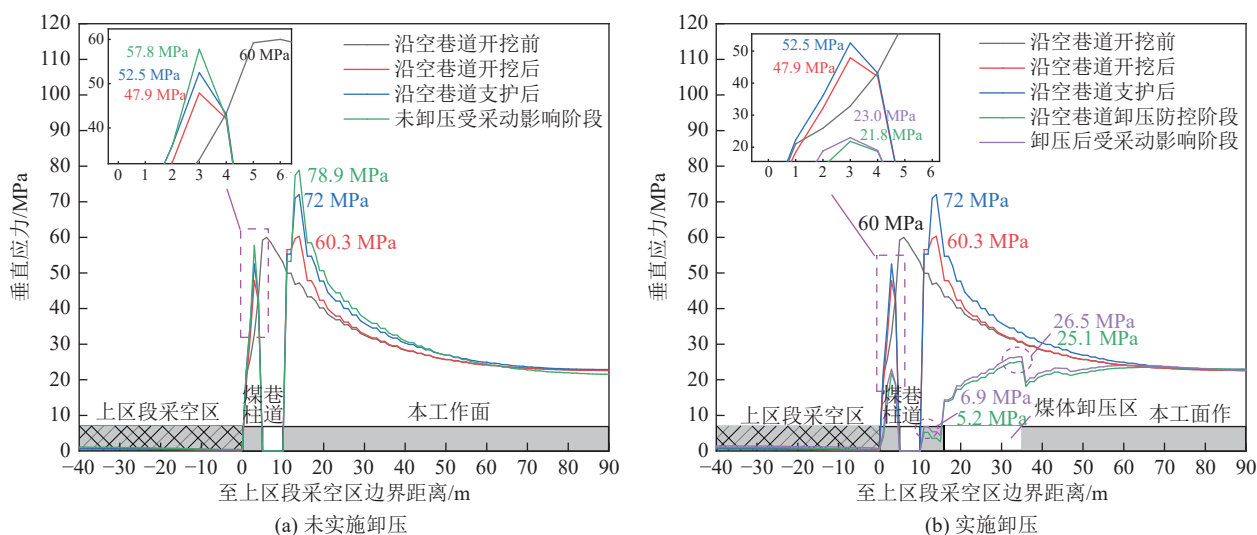 120
110
100
90
80
70
60
50
40
30
20
10
0
垂直应力/MPa
60
50
40
0 1 2 3 4 5 6
57.8 MPa
52.5 MPa
47.9 MPa
60 MPa
沿空巷道开挖前
沿空巷道开挖后
沿空巷道支护后
未卸压受采动影响阶段
78.9 MPa
72 MPa
60.3 MPa
上区段采空区
煤柱
巷道
本工作面
−40 −30 −20 −10 0 10 20 30 40 50 60 70 80 90
至上区段采空区边界距离/m
(a) 未实施卸压
120
110
100
90
80
70
60
50
40
30
20
10
0
垂直应力/MPa
50
40
30
20
0 1 2 3 4 5 6
52.5 MPa
47.9 MPa
23.0 MPa
21.8 MPa
沿空巷道开挖前
沿空巷道开挖后
沿空巷道支护后
沿空巷道卸压防控阶段
卸压后受采动影响阶段
60 MPa
72 MPa
60.3 MPa
26.5 MPa
25.1 MPa
6.9 MPa
5.2 MPa
上区段采空区
煤柱
巷道
煤体卸压区
本工面作
−40 −30 −20 −10 0 10 20 30 40 50 60 70 80 90
至上区段采空区边界距离/m
(b) 实施卸压